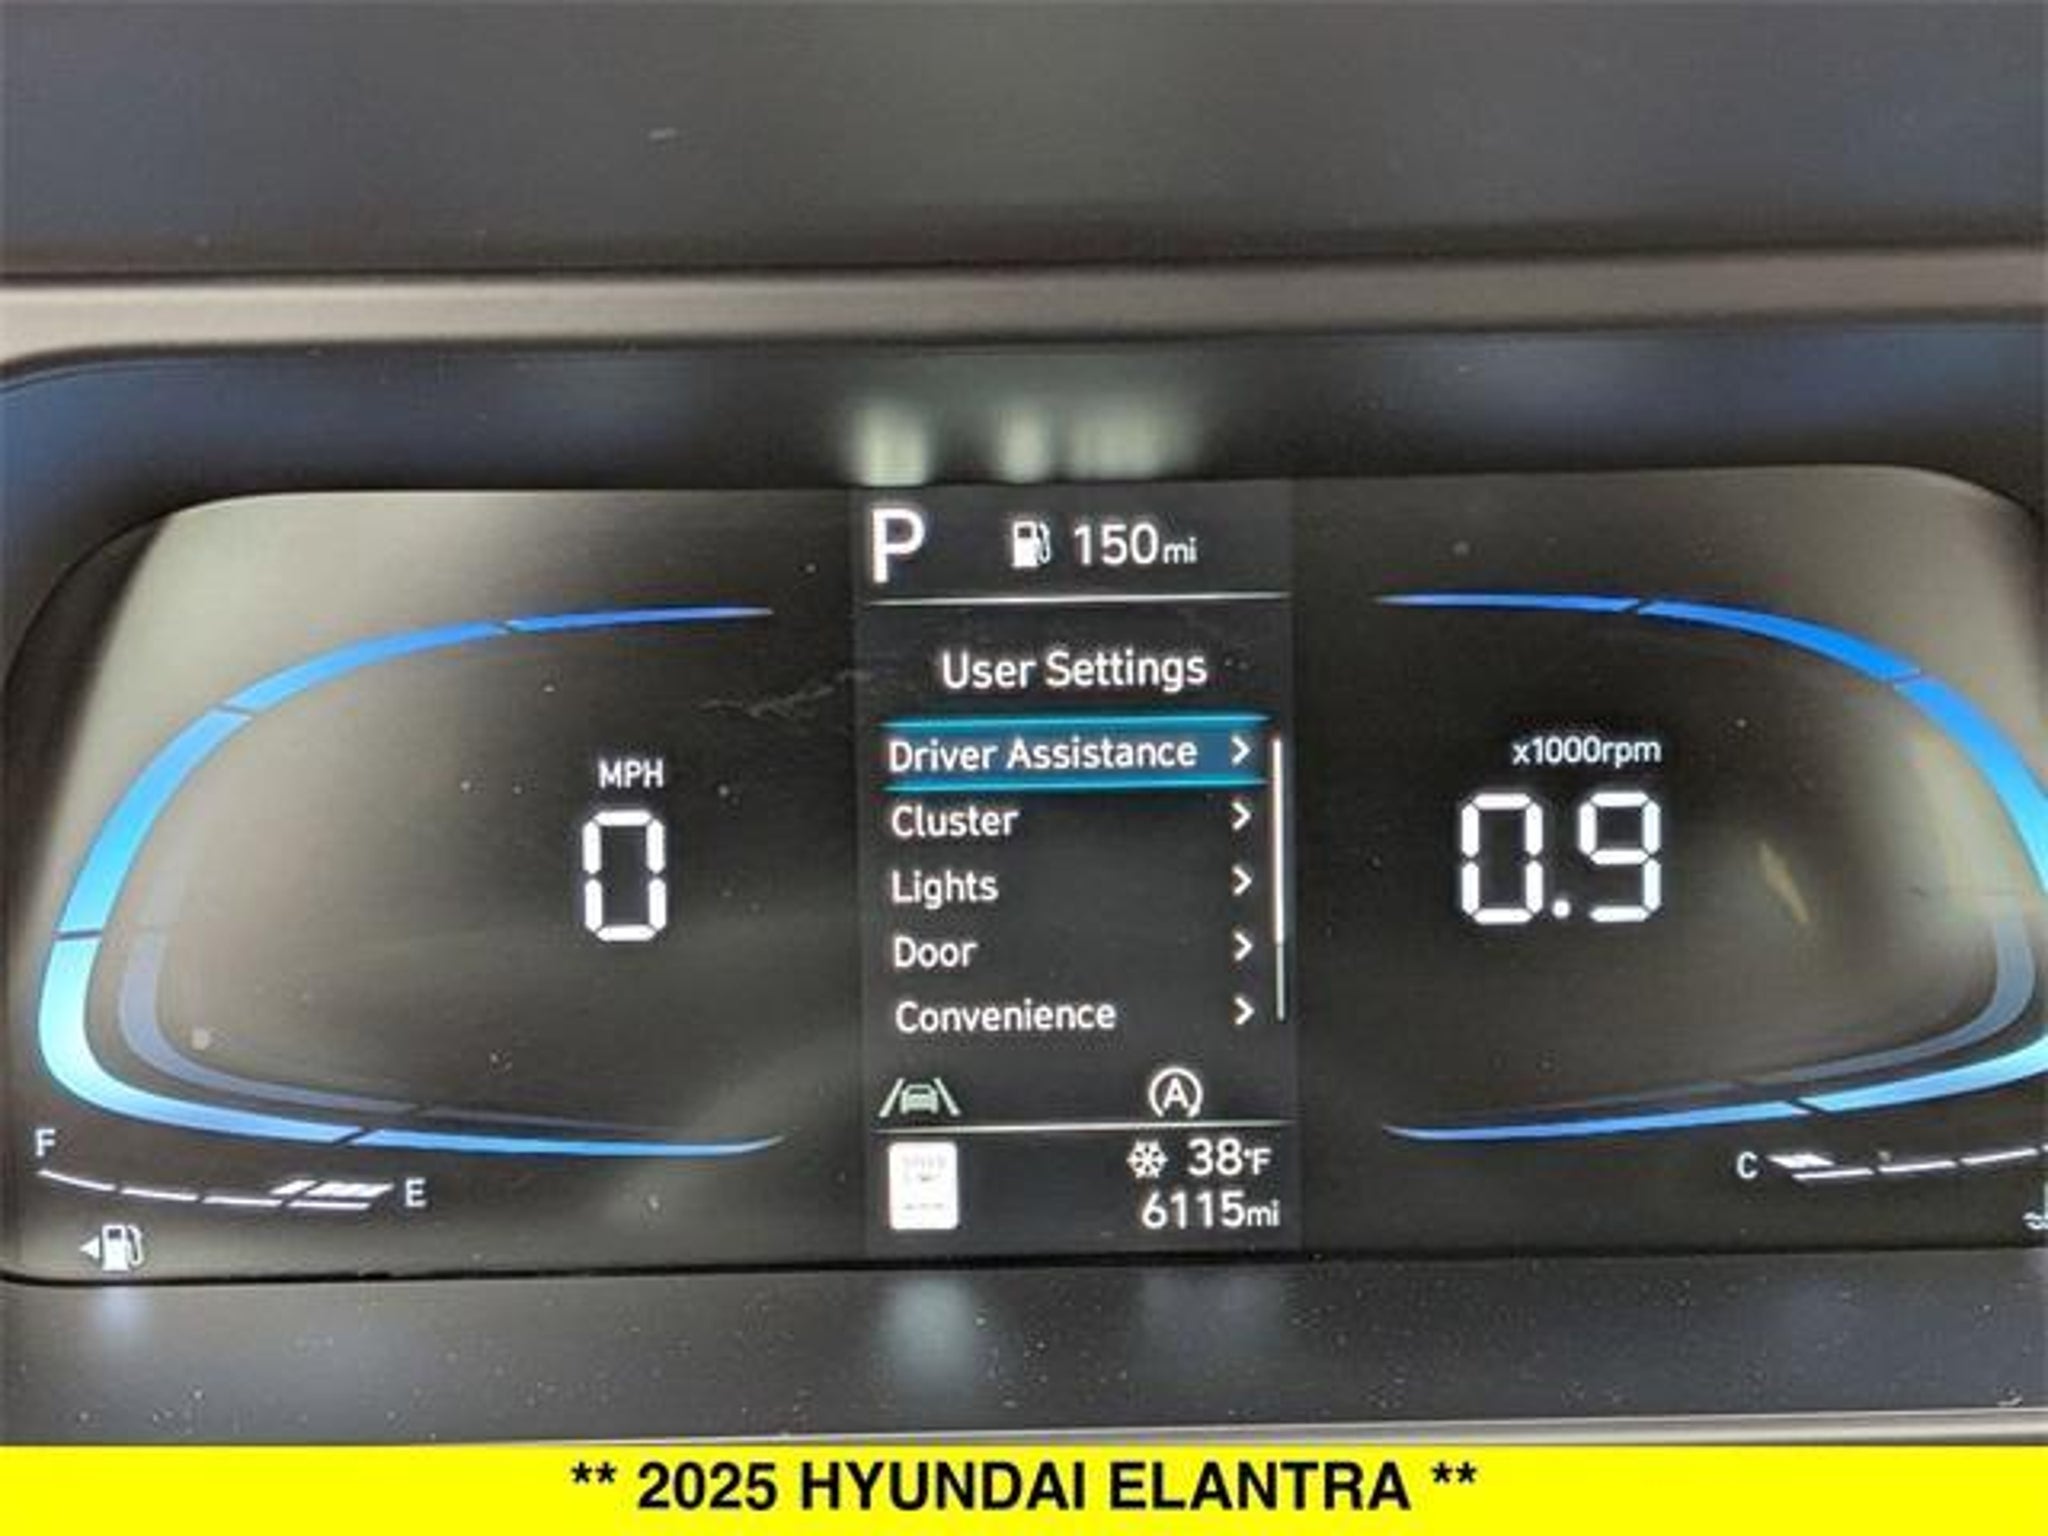 P 150mi
User Settings
Driver Assistance >
Cluster >
Lights >
Door >
Convenience >
MPH
0
x1000rpm
0.9
A
38°F
6115mi
F E
C
** 2025 HYUNDAI ELANTRA **